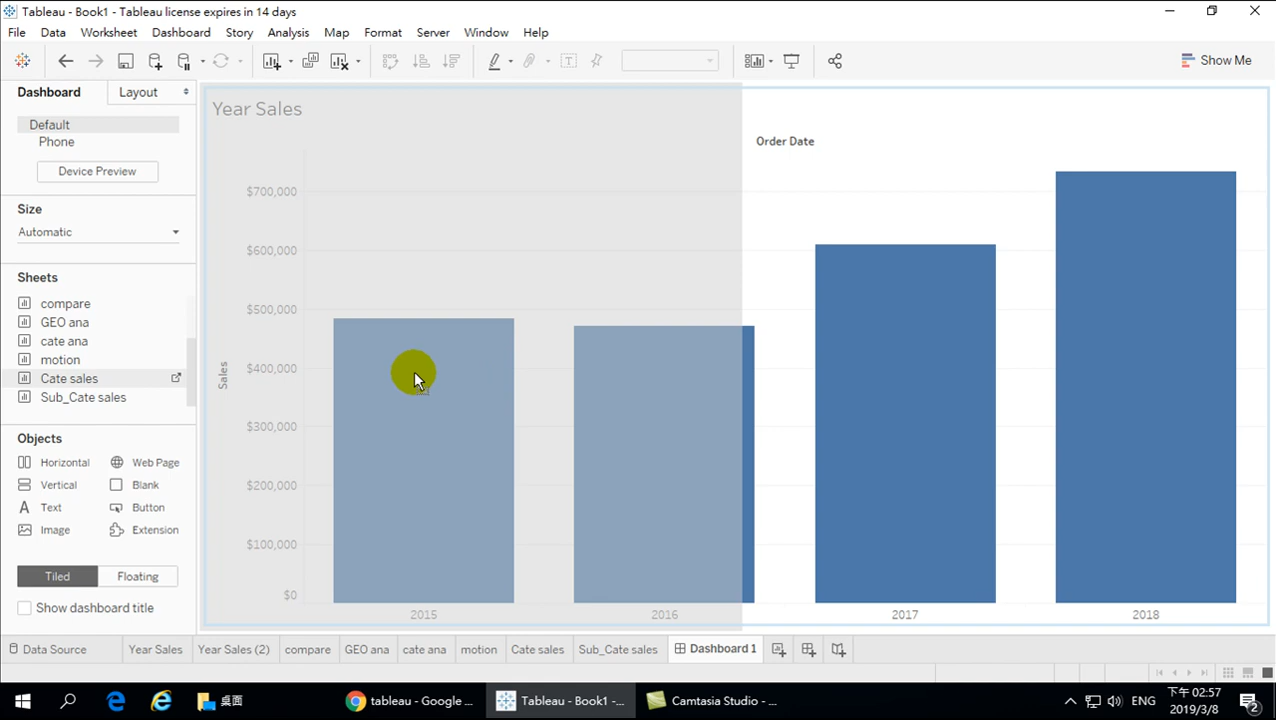 Tableau - Book1 - Tableau license expires in 14 days
File Data Worksheet Dashboard Story Analysis Map Format Server Window Help
Show Me
Dashboard Layout
Default
Phone
Device Preview
Size
Automatic
Sheets
compare
GEO ana
cate ana
motion
Cate sales
Sub_Cate sales
Objects
Horizontal Web Page
Vertical Blank
Text Button
Image Extension
Tiled Floating
Show dashboard title
Year Sales
Order Date
Sales
$700,000
$600,000
$500,000
$400,000
$300,000
$200,000
$100,000
$0
2015 2016 2017 2018
Data Source Year Sales Year Sales (2) compare GEO ana cate ana motion Cate sales Sub_Cate sales Dashboard 1
桌面 tableau - Google ... Tableau - Book1 -... Camtasia Studio - ... ENG 下午 02:57
2019/3/8 2